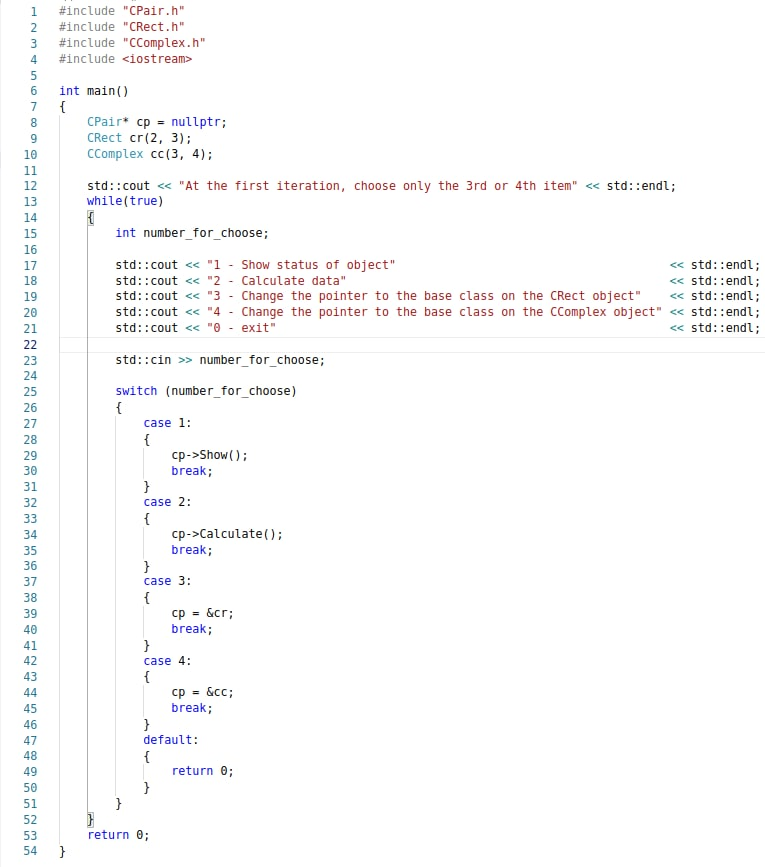 1 #include "CPair.h"
2 #include "CRect.h"
3 #include "CComplex.h"
4 #include <iostream>
5
6 int main()
7 {
8     CPair* cp = nullptr;
9     CRect cr(2, 3);
10     CComplex cc(3, 4);
11
12     std::cout << "At the first iteration, choose only the 3rd or 4th item" << std::endl;
13     while(true)
14     {
15         int number_for_choose;
16
17         std::cout << "1 - Show status of object"                                       << std::endl;
18         std::cout << "2 - Calculate data"                                              << std::endl;
19         std::cout << "3 - Change the pointer to the base class on the CRect object"    << std::endl;
20         std::cout << "4 - Change the pointer to the base class on the CComplex object" << std::endl;
21         std::cout << "0 - exit"                                                        << std::endl;
22
23         std::cin >> number_for_choose;
24
25         switch (number_for_choose)
26         {
27             case 1:
28             {
29                 cp->Show();
30                 break;
31             }
32             case 2:
33             {
34                 cp->Calculate();
35                 break;
36             }
37             case 3:
38             {
39                 cp = &cr;
40                 break;
41             }
42             case 4:
43             {
44                 cp = &cc;
45                 break;
46             }
47             default:
48             {
49                 return 0;
50             }
51         }
52     }
53     return 0;
54 }